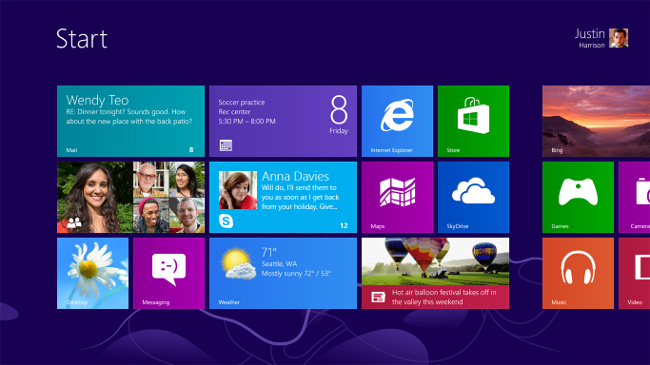 Start
Justin
Harrison
Wendy Teo
RE: Dinner tonight? Sounds good. How
about the new place with the back patio?
Mail
8
Soccer practice
Rec center
5:30 PM – 8:00 PM
8
Friday
Internet Explorer
Store
Bing
Anna Davies
Will do, I'll send them to
you as soon as I get back
from your holiday. Give...
12
Maps
SkyDrive
Games
Camera
Desktop
:-)
Messaging
71°
Seattle, WA
Mostly sunny 72° / 53°
Weather
Hot air balloon festival takes off in
the valley this weekend
Music
Video